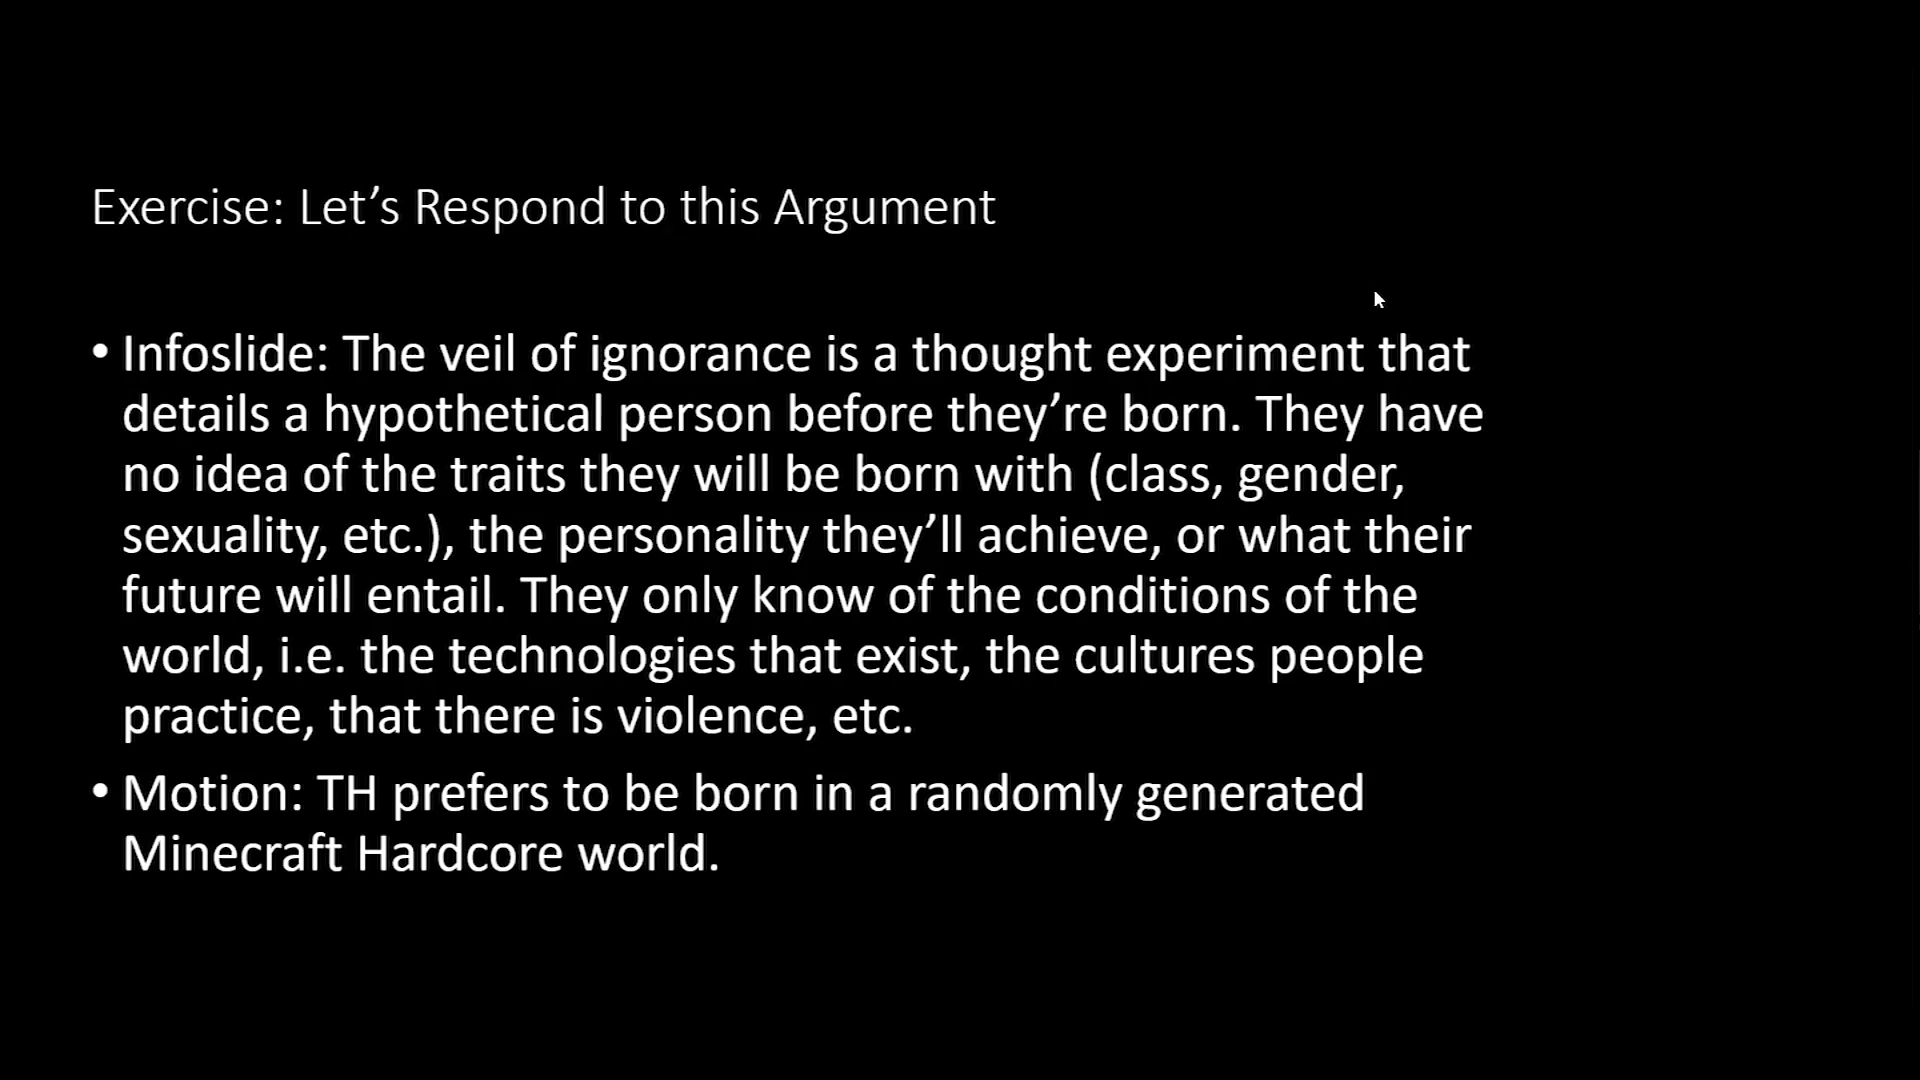 Exercise: Let’s Respond to this Argument
• Infoslide: The veil of ignorance is a thought experiment that
details a hypothetical person before they’re born. They have
no idea of the traits they will be born with (class, gender,
sexuality, etc.), the personality they’ll achieve, or what their
future will entail. They only know of the conditions of the
world, i.e. the technologies that exist, the cultures people
practice, that there is violence, etc.
• Motion: TH prefers to be born in a randomly generated
Minecraft Hardcore world.